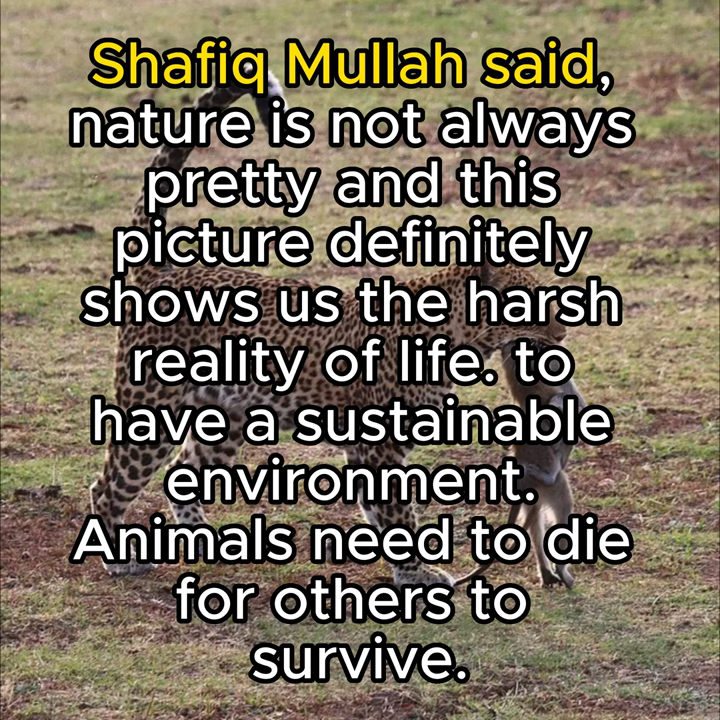 Shafiq Mullah said,
nature is not always
pretty and this
picture definitely
shows us the harsh
reality of life. to
have a sustainable
environment.
Animals need to die
for others to
survive.